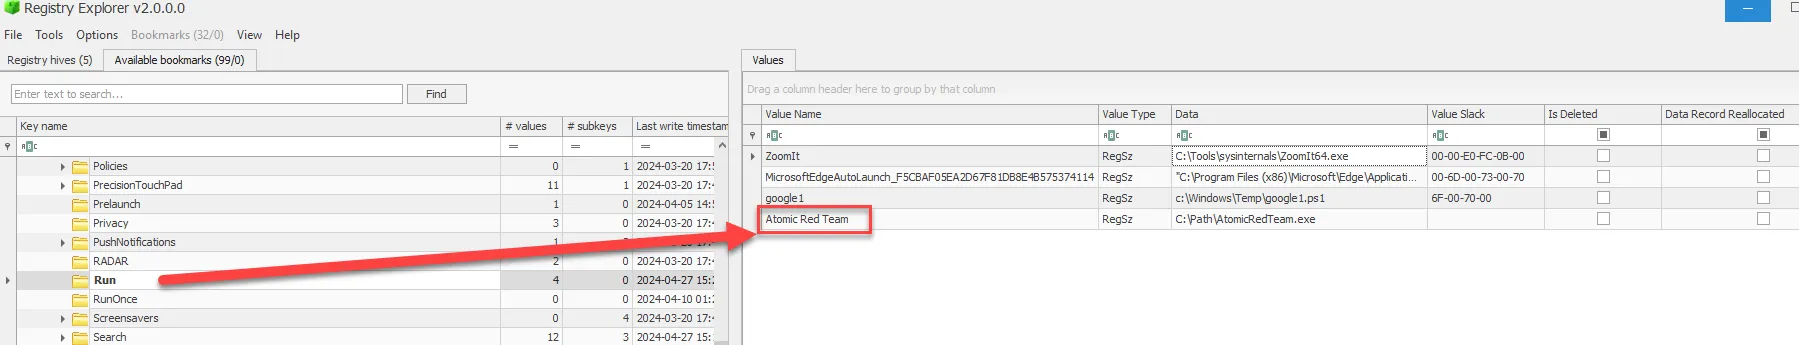 Registry Explorer v2.0.0.0
File Tools Options Bookmarks (32/0) View Help
Registry hives (5) Available bookmarks (99/0)
Enter text to search... Find
Key name # values # subkeys Last write timestam
= = =
Policies 0 1 2024-03-20 17:5
PrecisionTouchPad 11 1 2024-03-20 17:4
Prelaunch 1 0 2024-04-05 14:5
Privacy 3 0 2024-03-20 17:4
PushNotifications 1
RADAR 2 0 2024-03-20 17:4
Run 4 0 2024-04-27 15:2
RunOnce 0 0 2024-04-10 01:2
Screensavers 0 4 2024-03-20 17:4
Search 12 3 2024-04-27 15:
Values
Drag a column header here to group by that column
Value Name Value Type Data Value Slack Is Deleted Data Record Reallocated
ZoomIt RegSz C:\Tools\sysinternals\ZoomIt64.exe 00-00-E0-FC-0B-00
MicrosoftEdgeAutoLaunch_F5CBAF05EA2D67F81DB8E4B575374114 RegSz "C:\Program Files (x86)\Microsoft\Edge\Applicati... 00-6D-00-73-00-70
google1 RegSz c:\Windows\Temp\google1.ps1 6F-00-70-00
Atomic Red Team RegSz C:\Path\AtomicRedTeam.exe